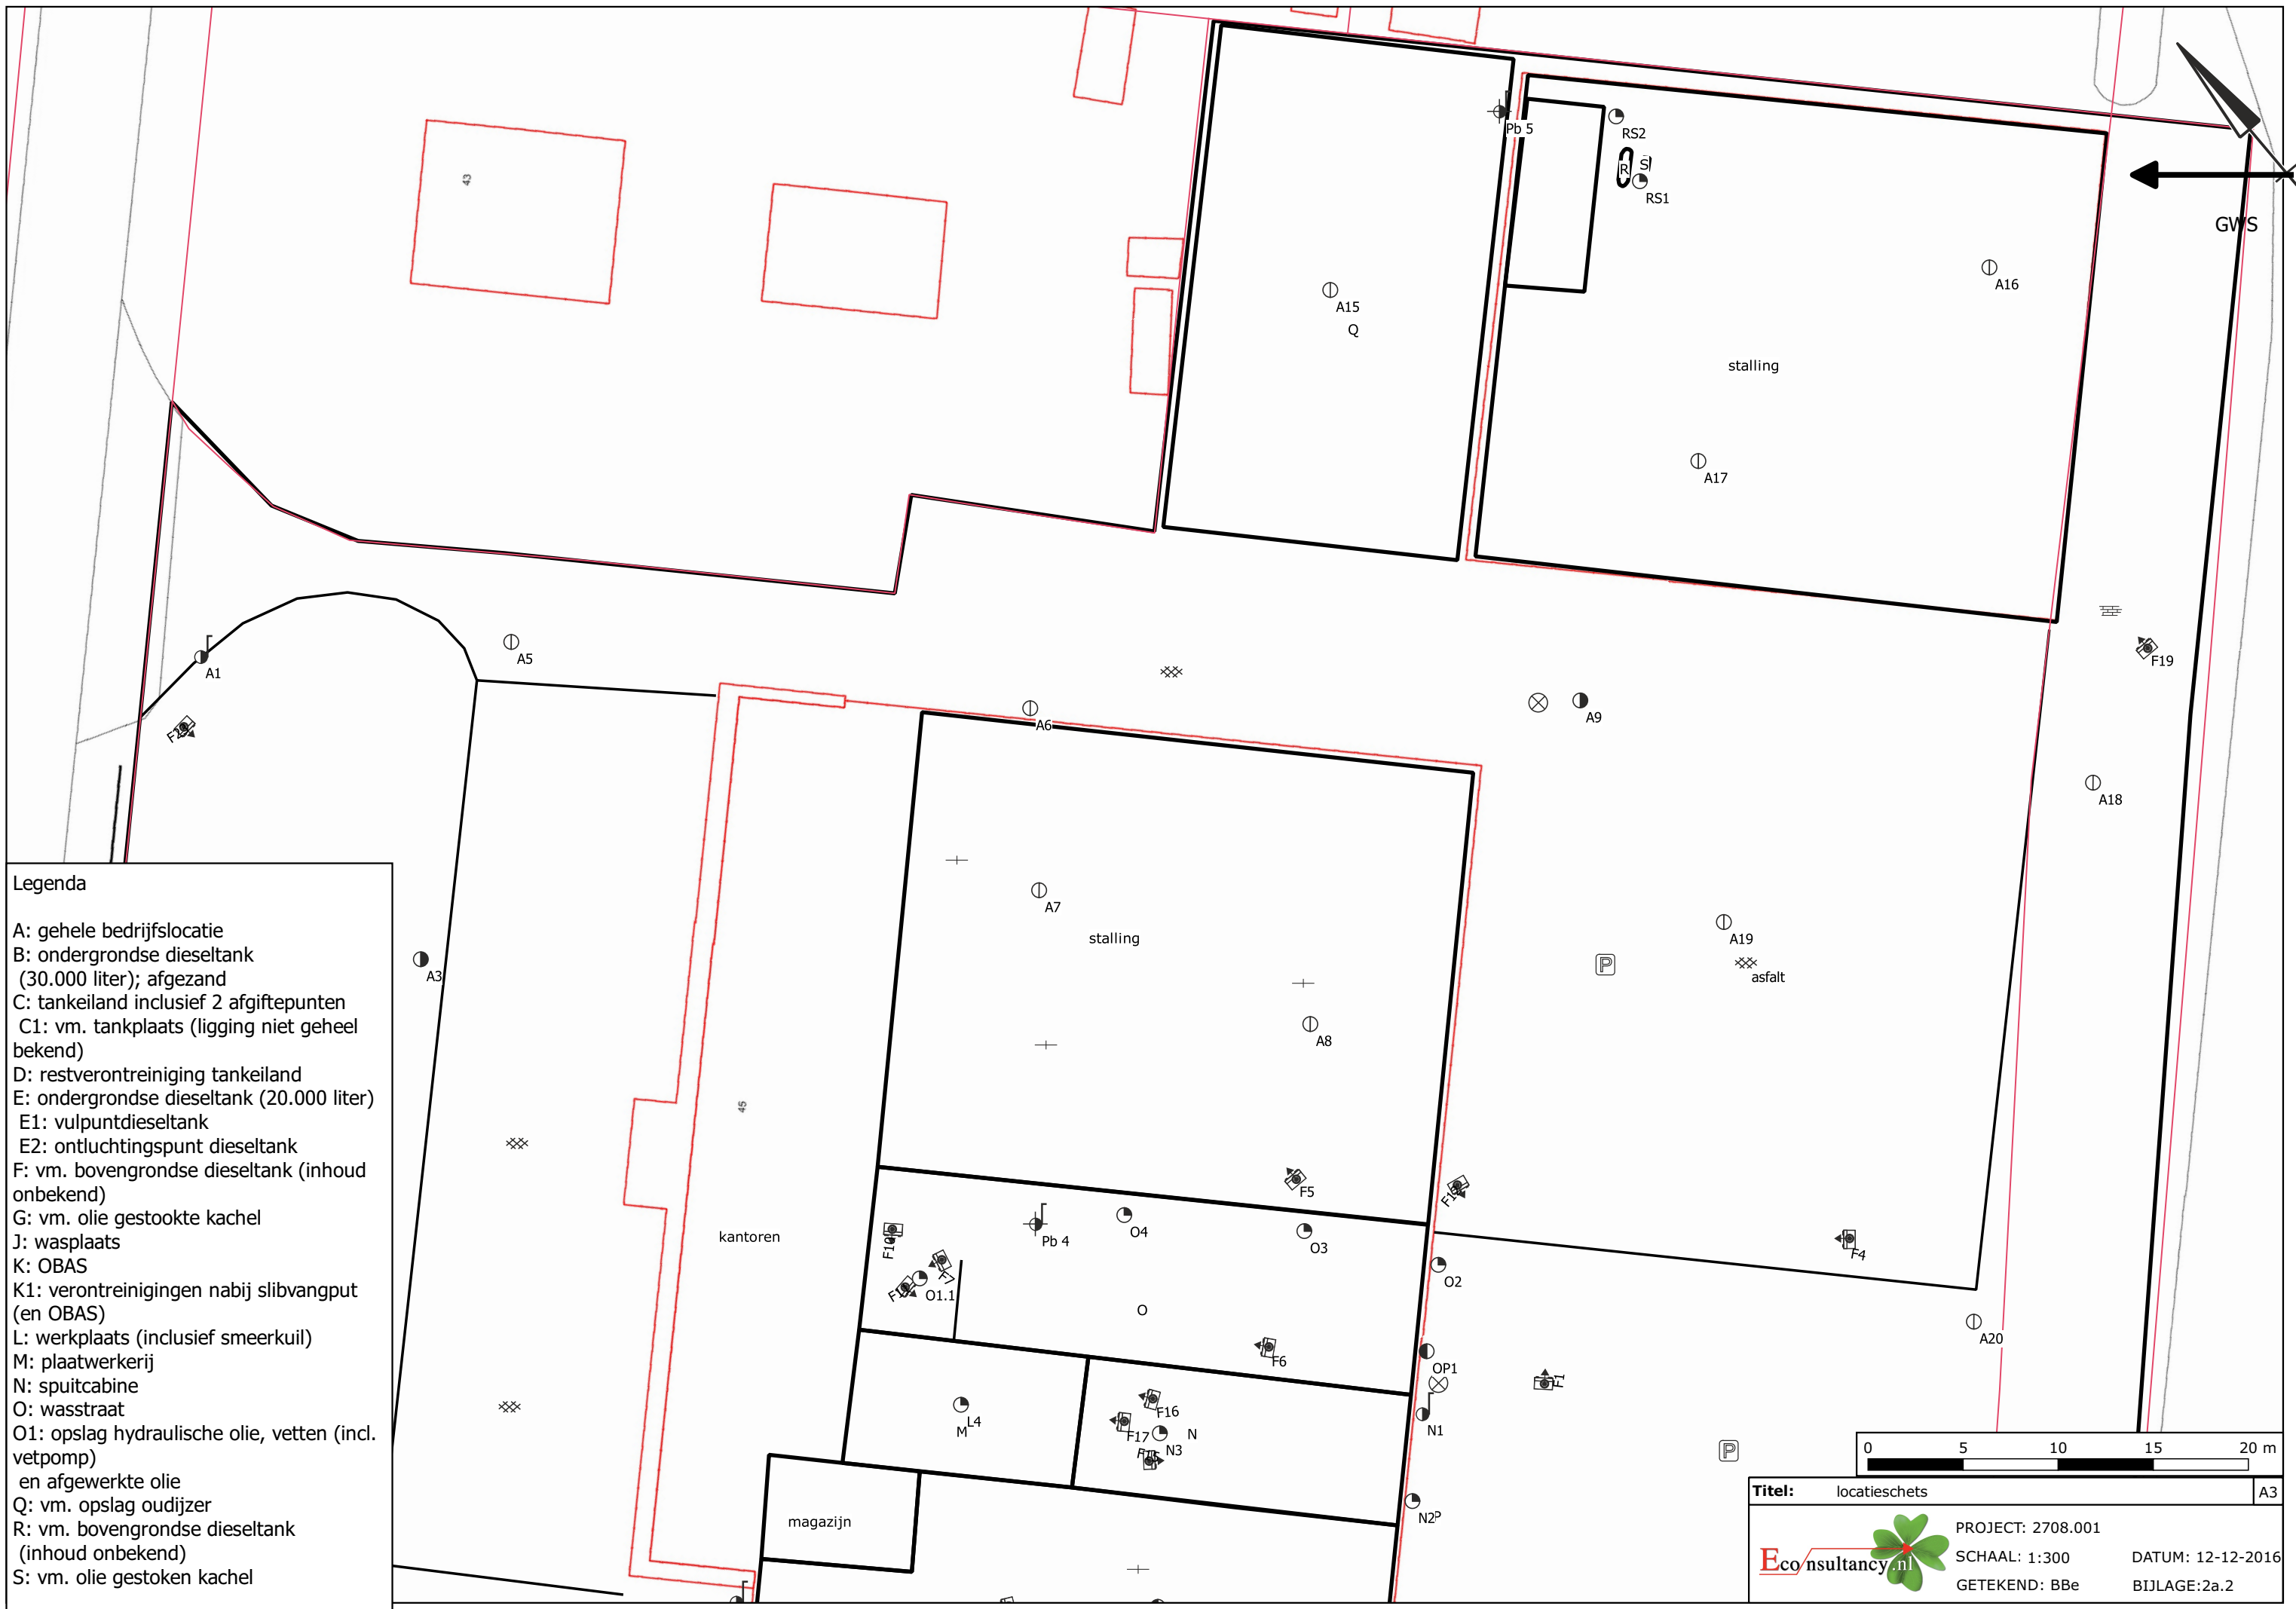 Pb 5
RS2
R
S
RS1
GWS
43
A15
Q
A16
stalling
A17
A1
A5
A6
A9
F19
A18
A7
stalling
A19
asfalt
P
A3
A8
45
F5
kantoren
Pb 4
O4
O3
F4
F7
O1.1
O2
O
A20
F6
OP1
F1
L4
M
F16
F17
N3
N
N1
P
N2P
magazijn
Legenda
A: gehele bedrijfslocatie
B: ondergrondse dieseltank
(30.000 liter); afgezand
C: tankeiland inclusief 2 afgiftepunten
C1: vm. tankplaats (ligging niet geheel
bekend)
D: restverontreiniging tankeiland
E: ondergrondse dieseltank (20.000 liter)
E1: vulpuntdieseltank
E2: ontluchtingspunt dieseltank
F: vm. bovengrondse dieseltank (inhoud
onbekend)
G: vm. olie gestookte kachel
J: wasplaats
K: OBAS
K1: verontreinigingen nabij slibvangput
(en OBAS)
L: werkplaats (inclusief smeerkuil)
M: plaatwerkerij
N: spuitcabine
O: wasstraat
O1: opslag hydraulische olie, vetten (incl.
vetpomp)
en afgewerkte olie
Q: vm. opslag oudijzer
R: vm. bovengrondse dieseltank
(inhoud onbekend)
S: vm. olie gestoken kachel
0 5 10 15 20 m
Titel: locatieschets A3
Econsultancy.nl
PROJECT: 2708.001
SCHAAL: 1:300 DATUM: 12-12-2016
GETEKEND: BBe BIJLAGE:2a.2